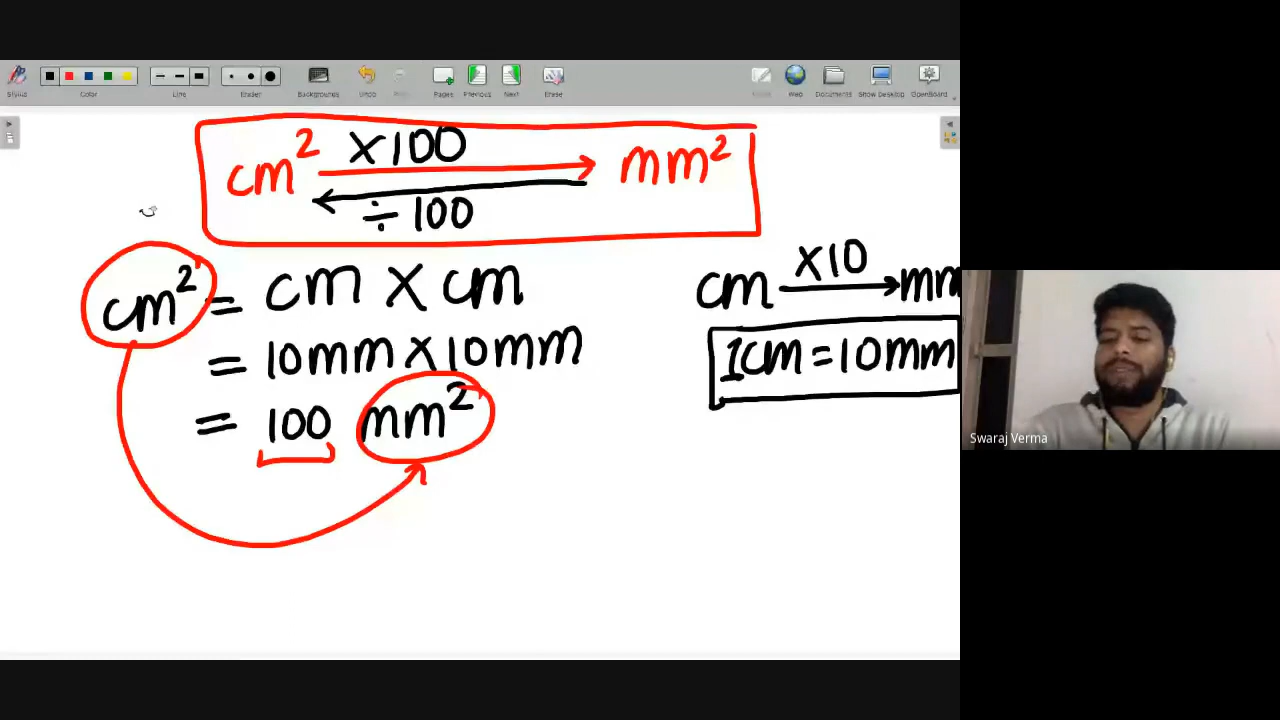 Stylus Color Line Eraser Backgrounds Undo Pages Previous Next Erase Web Documents Show Desktop OpenBoard
cm² ×100 mm²
÷ 100
cm² = cm × cm
= 10mm × 10mm
= 100 mm²
cm ×10 mm
1cm = 10mm
Swaraj Verma